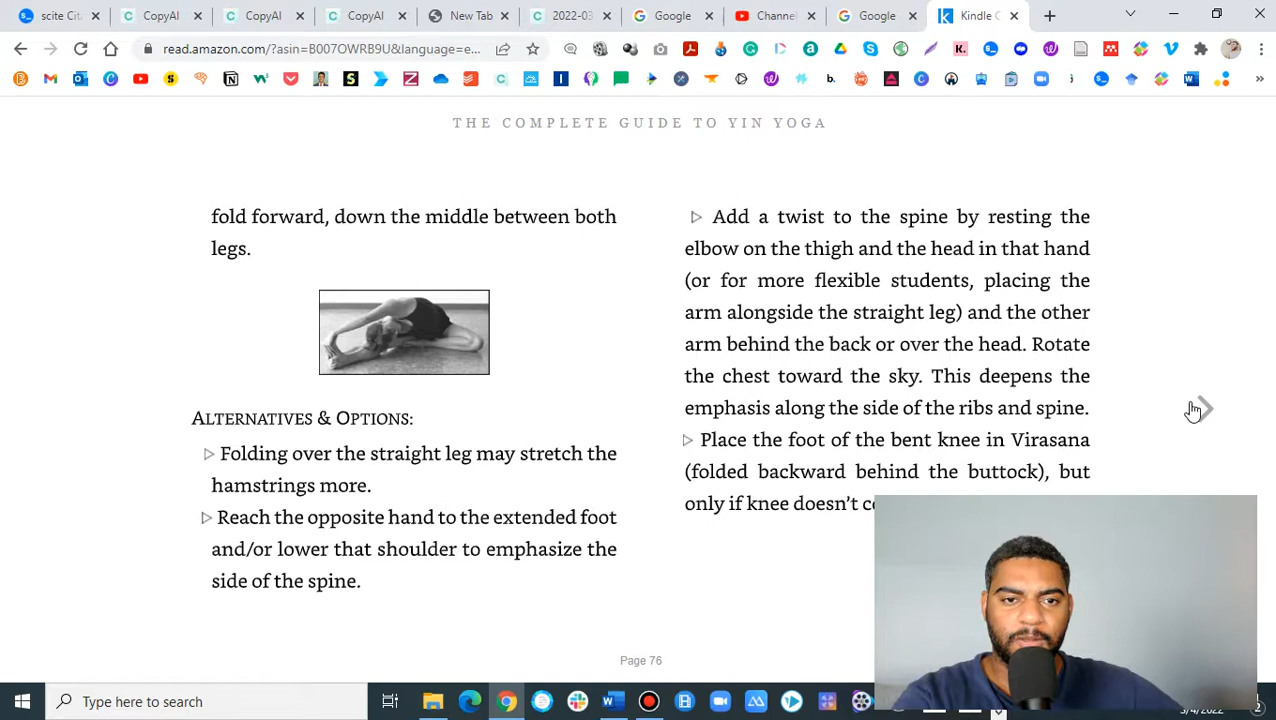 scite Cit
CopyAI
CopyAI
CopyAI
New Tab
2022-03
Google
Channel
Google
Kindle C
read.amazon.com/?asin=B007OWRB9U&language=e...
THE COMPLETE GUIDE TO YIN YOGA
fold forward, down the middle between both
legs.
ALTERNATIVES & OPTIONS:
▷ Folding over the straight leg may stretch the
hamstrings more.
▷ Reach the opposite hand to the extended foot
and/or lower that shoulder to emphasize the
side of the spine.
▷ Add a twist to the spine by resting the
elbow on the thigh and the head in that hand
(or for more flexible students, placing the
arm alongside the straight leg) and the other
arm behind the back or over the head. Rotate
the chest toward the sky. This deepens the
emphasis along the side of the ribs and spine.
▷ Place the foot of the bent knee in Virasana
(folded backward behind the buttock), but
only if knee doesn't
Page 76
Type here to search
3/4/2022